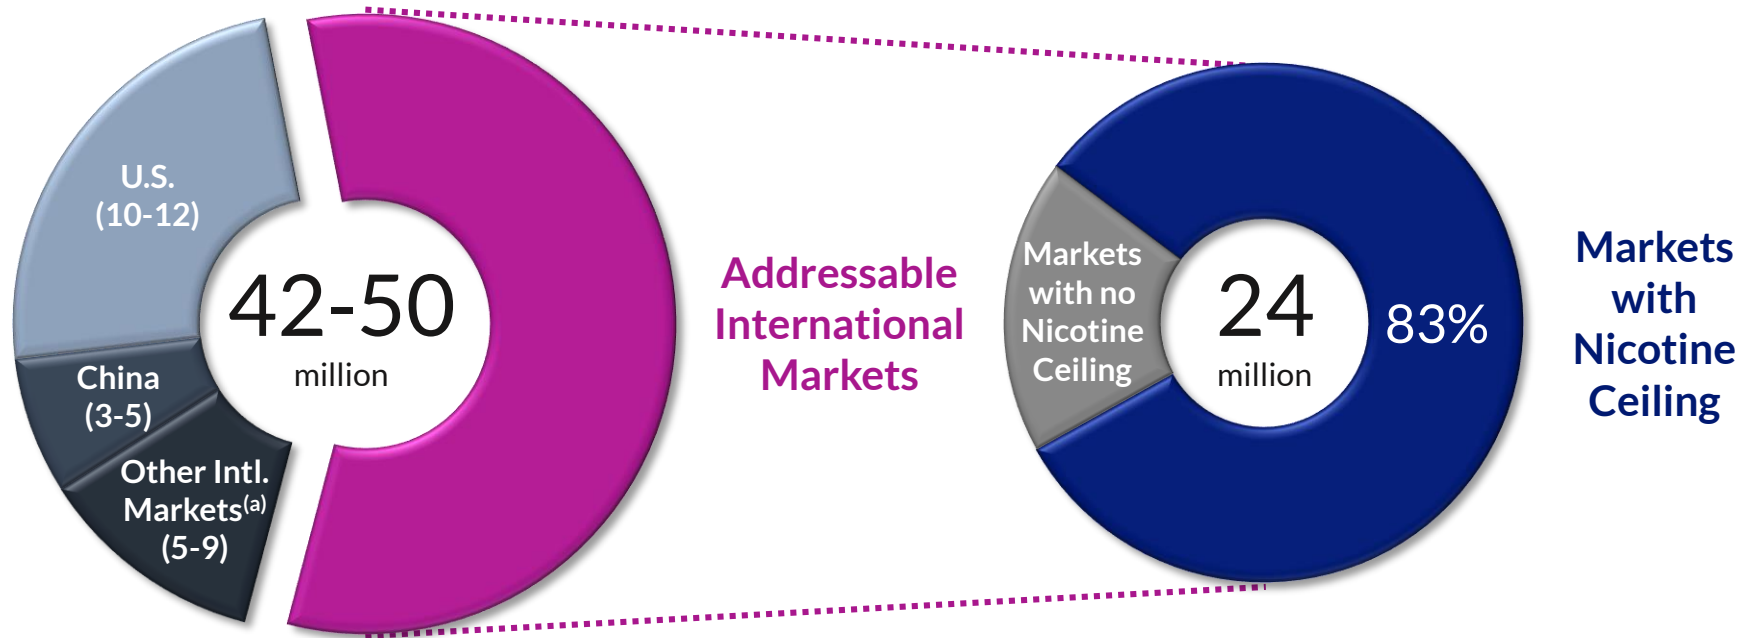 U.S.
(10-12)
China
(3-5)
Other Intl.
Markets(a)
(5-9)
42-50
million
Addressable
International
Markets
Markets
with no
Nicotine
Ceiling
24
million
83%
Markets
with
Nicotine
Ceiling